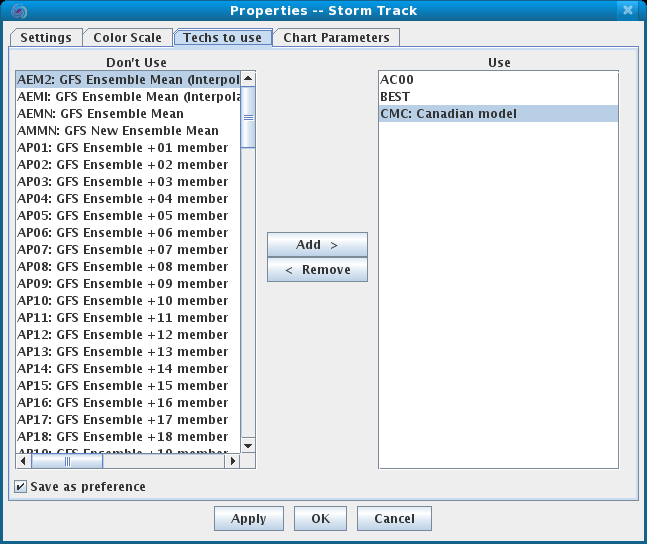 Properties -- Storm Track
Settings
Color Scale
Techs to use
Chart Parameters
Don't Use
AEM2: GFS Ensemble Mean (Interpol
AEMI: GFS Ensemble Mean (Interpola
AEMN: GFS Ensemble Mean
AMMN: GFS New Ensemble Mean
AP01: GFS Ensemble +01 member
AP02: GFS Ensemble +02 member
AP03: GFS Ensemble +03 member
AP04: GFS Ensemble +04 member
AP05: GFS Ensemble +05 member
AP06: GFS Ensemble +06 member
AP07: GFS Ensemble +07 member
AP08: GFS Ensemble +08 member
AP09: GFS Ensemble +09 member
AP10: GFS Ensemble +10 member
AP11: GFS Ensemble +11 member
AP12: GFS Ensemble +12 member
AP13: GFS Ensemble +13 member
AP14: GFS Ensemble +14 member
AP15: GFS Ensemble +15 member
AP16: GFS Ensemble +16 member
AP17: GFS Ensemble +17 member
AP18: GFS Ensemble +18 member
AP19: GFS Ensemble +19 member
Add >
< Remove
Use
AC00
BEST
CMC: Canadian model
Save as preference
Apply
OK
Cancel